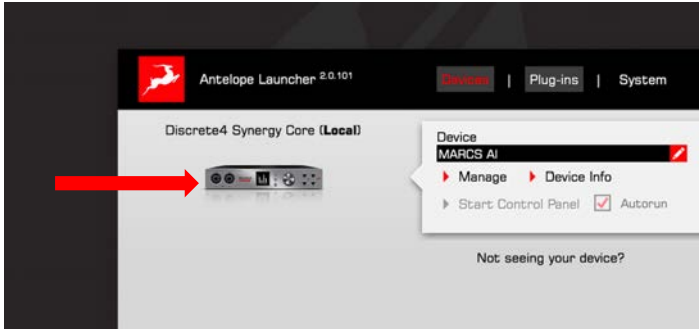 Antelope Launcher 2.0.101
Devices | Plug-ins | System
Discrete4 Synergy Core (Local)
Device
MARCS AI
Manage Device Info
Start Control Panel Autorun
Not seeing your device?